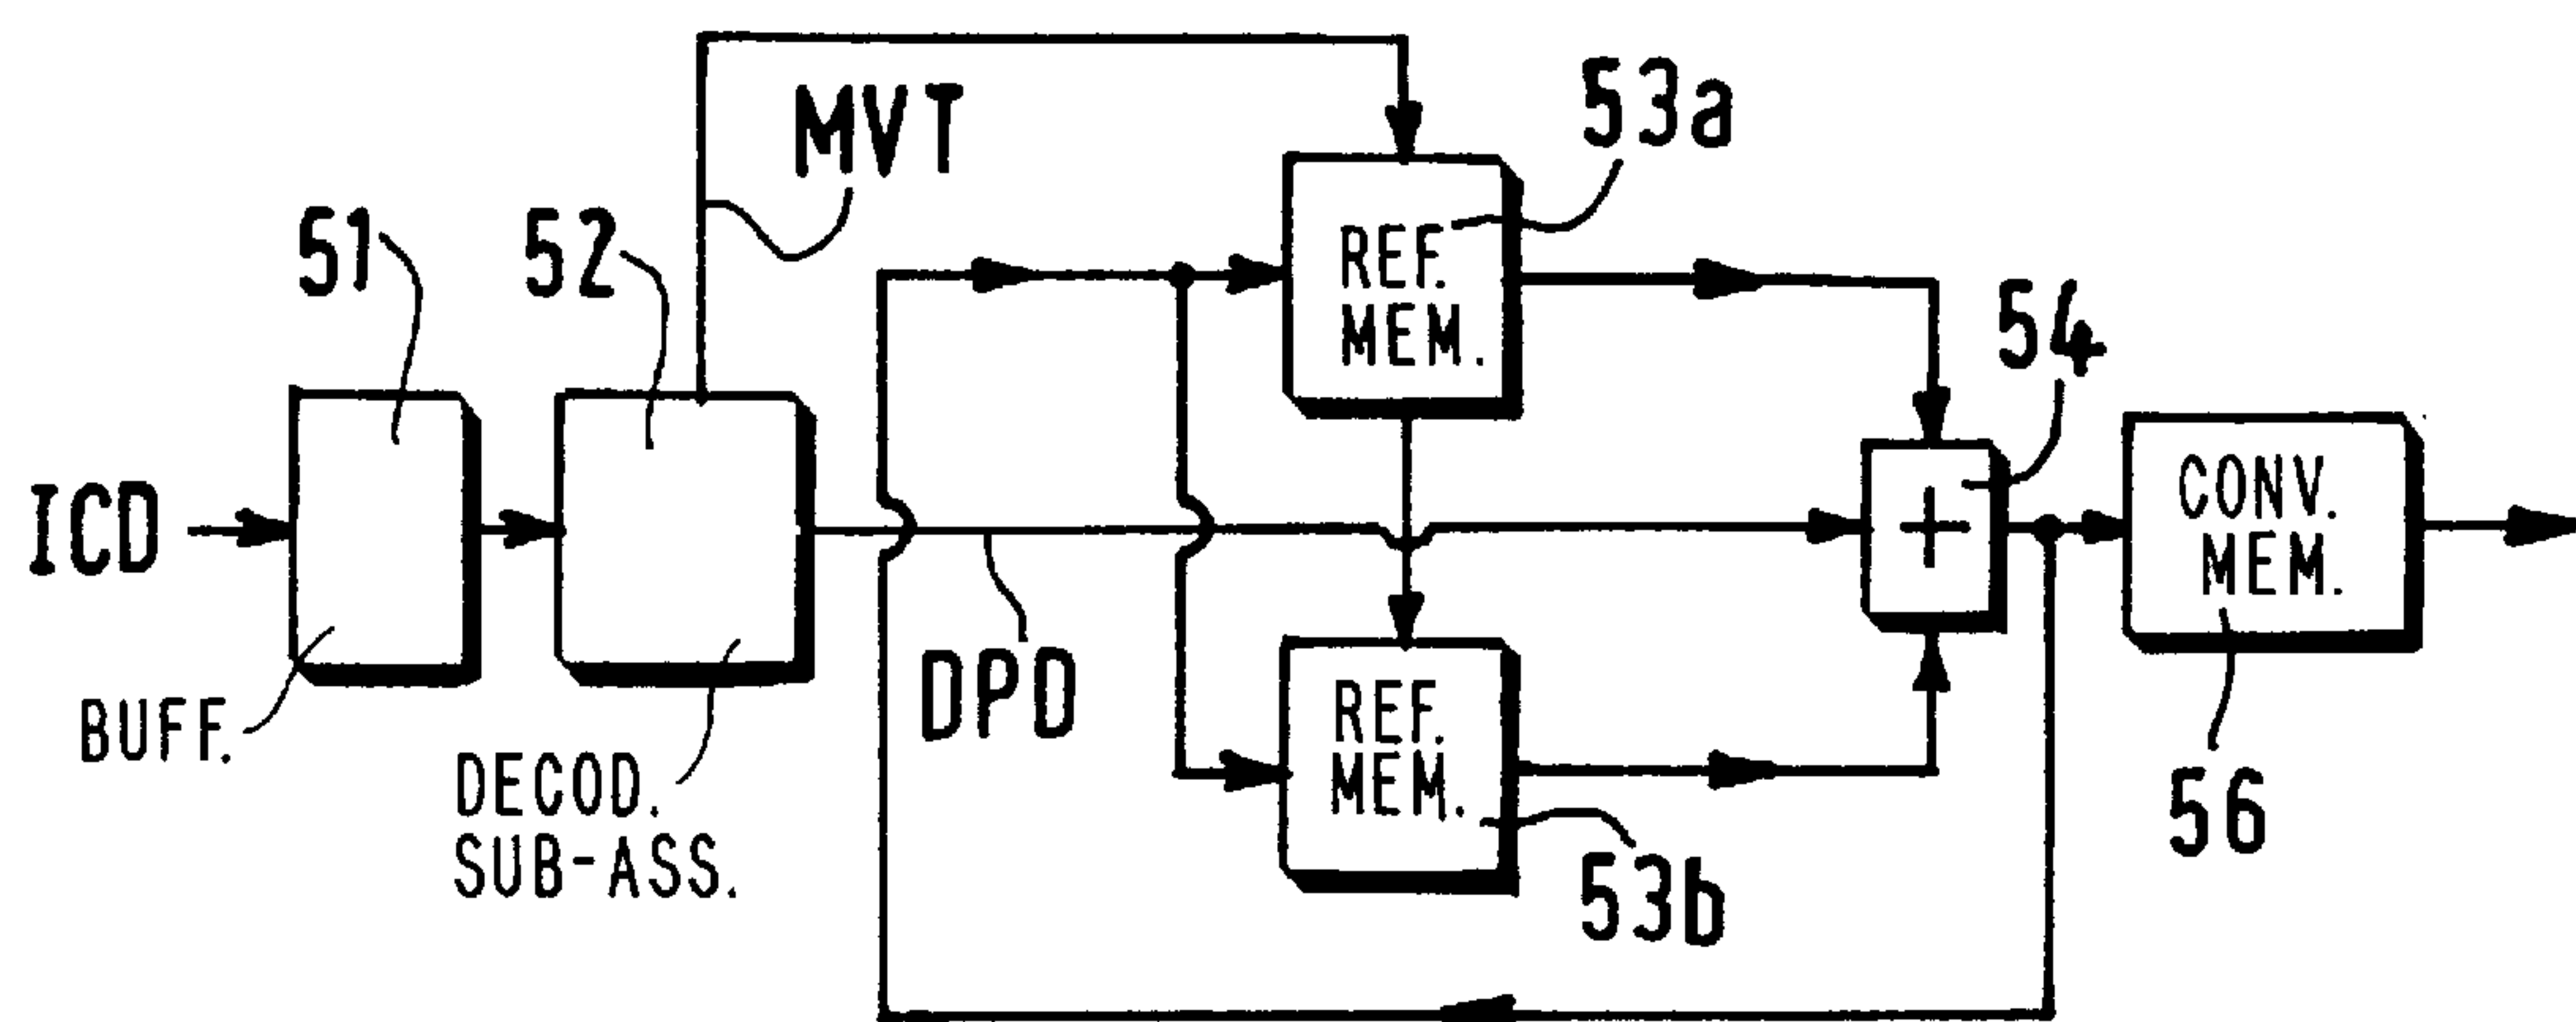 MVT
53a
51
52
REF.
MEM.
54
ICD
CONV.
MEM.
DPD
BUFF.
DECOD.
SUB-ASS.
REF.
MEM.
56
53b
+